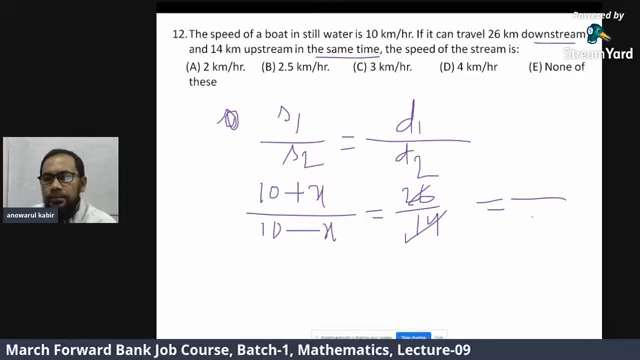 Powered by
StreamYard
12. The speed of a boat in still water is 10 km/hr. If it can travel 26 km downstream
and 14 km upstream in the same time, the speed of the stream is:
(A) 2 km/hr. (B) 2.5 km/hr. (C) 3 km/hr. (D) 4 km/hr (E) None of
these
s1/s2 = d1/d2
10+x/10-x = 26/14 =
anowarul kabir
March Forward Bank Job Course, Batch-1, Mathematics, Lecture-09